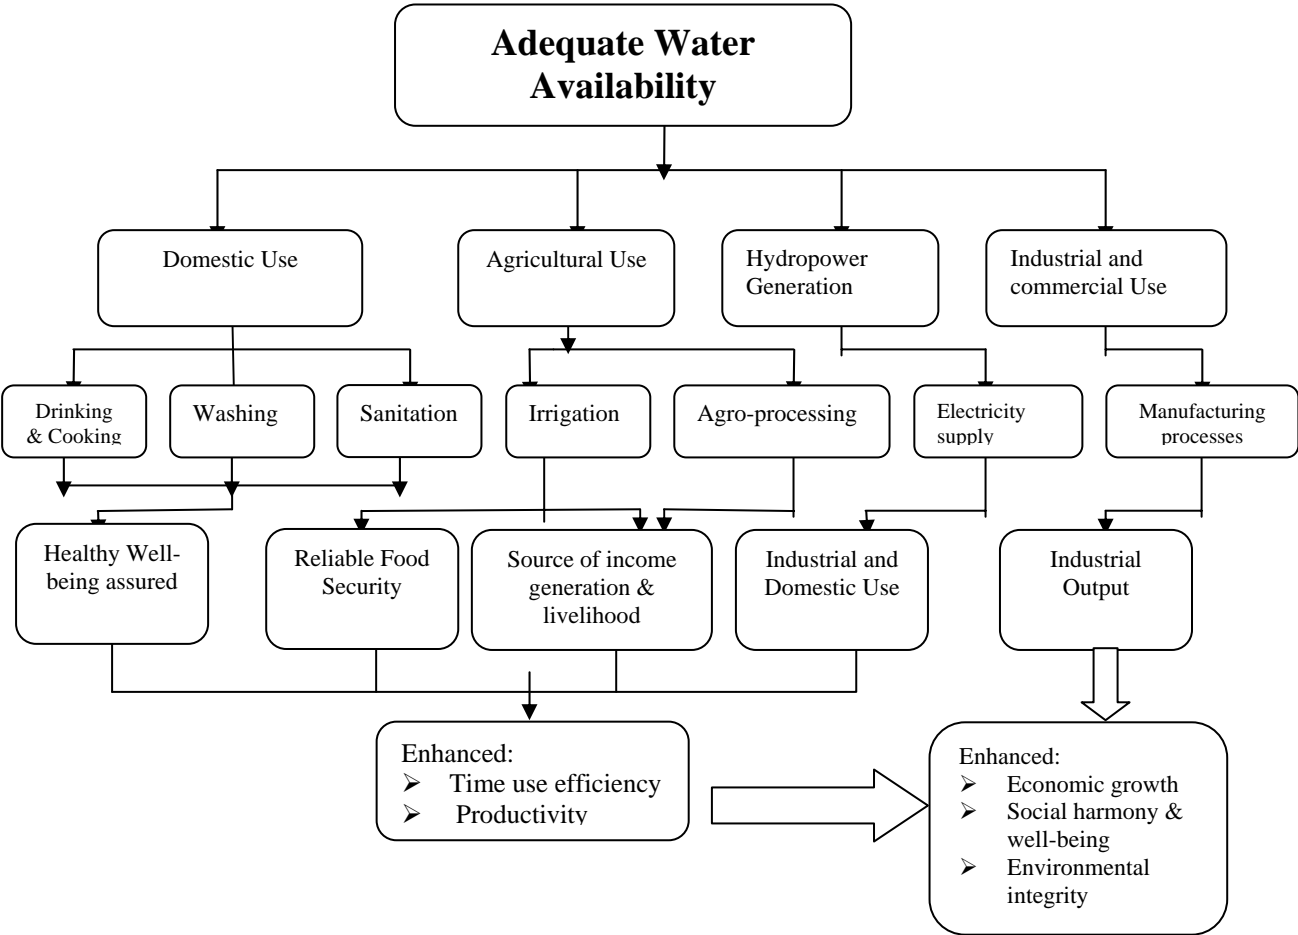 Adequate Water
Availability
Domestic Use
Agricultural Use
Hydropower
Generation
Industrial and
commercial Use
Drinking
& Cooking
Washing
Sanitation
Irrigation
Agro-processing
Electricity
supply
Manufacturing
processes
Healthy Well-
being assured
Reliable Food
Security
Source of income
generation &
livelihood
Industrial and
Domestic Use
Industrial
Output
Enhanced:
➢ Time use efficiency
➢ Productivity
Enhanced:
➢ Economic growth
➢ Social harmony &
well-being
➢ Environmental
integrity